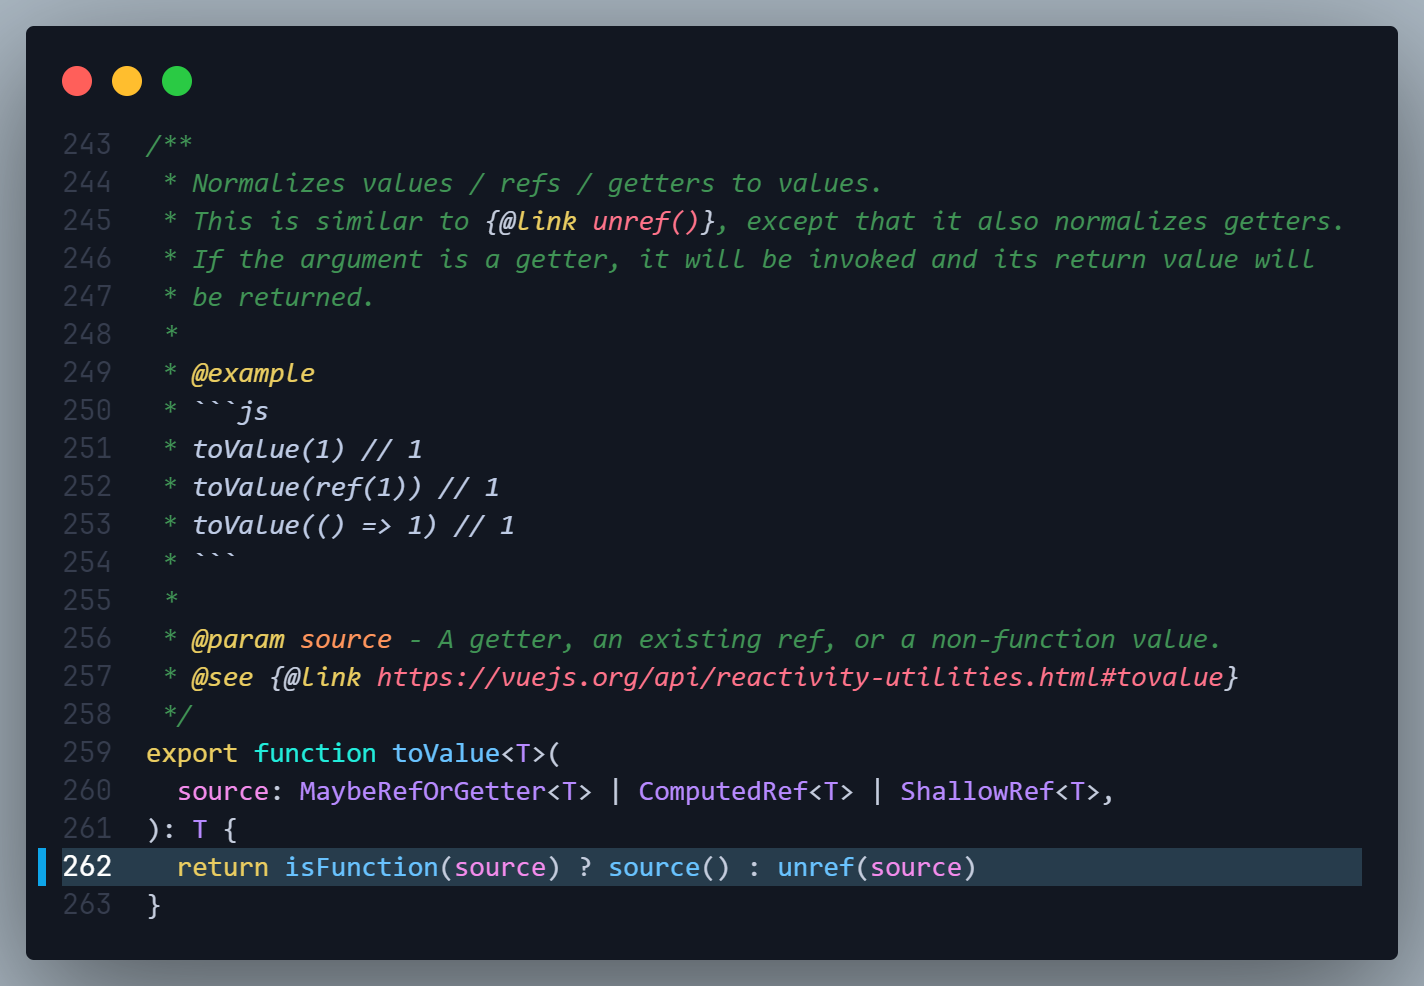 243 /**
244  * Normalizes values / refs / getters to values.
245  * This is similar to {@link unref()}, except that it also normalizes getters.
246  * If the argument is a getter, it will be invoked and its return value will
247  * be returned.
248  *
249  * @example
250  * ```js
251  * toValue(1) // 1
252  * toValue(ref(1)) // 1
253  * toValue(() => 1) // 1
254  * ```
255  *
256  * @param source - A getter, an existing ref, or a non-function value.
257  * @see {@link https://vuejs.org/api/reactivity-utilities.html#tovalue}
258  */
259 export function toValue<T>(
260   source: MaybeRefOrGetter<T> | ComputedRef<T> | ShallowRef<T>,
261 ): T {
262   return isFunction(source) ? source() : unref(source)
263 }